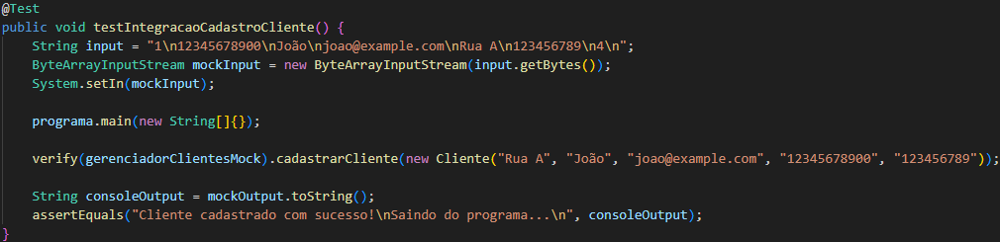 @Test
public void testIntegracaoCadastroCliente() {
    String input = "1\n12345678900\nJoão\njoao@example.com\nRua A\n123456789\n4\n";
    ByteArrayInputStream mockInput = new ByteArrayInputStream(input.getBytes());
    System.setIn(mockInput);

    programa.main(new String[]{});

    verify(gerenciadorClientesMock).cadastrarCliente(new Cliente("Rua A", "João", "joao@example.com", "12345678900", "123456789"));

    String consoleOutput = mockOutput.toString();
    assertEquals("Cliente cadastrado com sucesso!\nSaindo do programa...\n", consoleOutput);
}